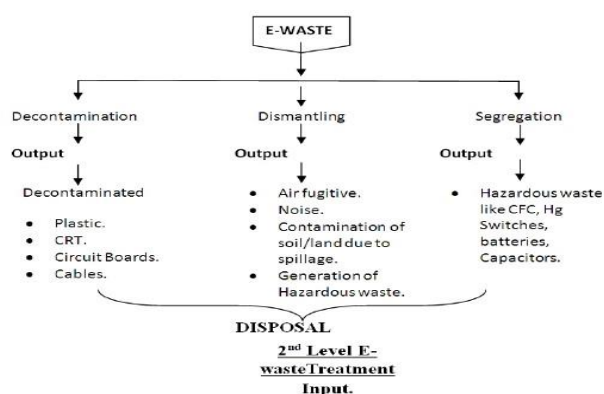 E-WASTE
Decontamination
Dismantling
Segregation
Output
Output
Output
Decontaminated
• Plastic.
• CRT.
• Circuit Boards.
• Cables.
• Air fugitive.
• Noise.
• Contamination of
soil/land due to
spillage.
• Generation of
Hazardous waste.
• Hazardous waste
like CFC, Hg
Switches,
batteries,
Capacitors.
DISPOSAL
2nd Level E-
wasteTreatment
Input.